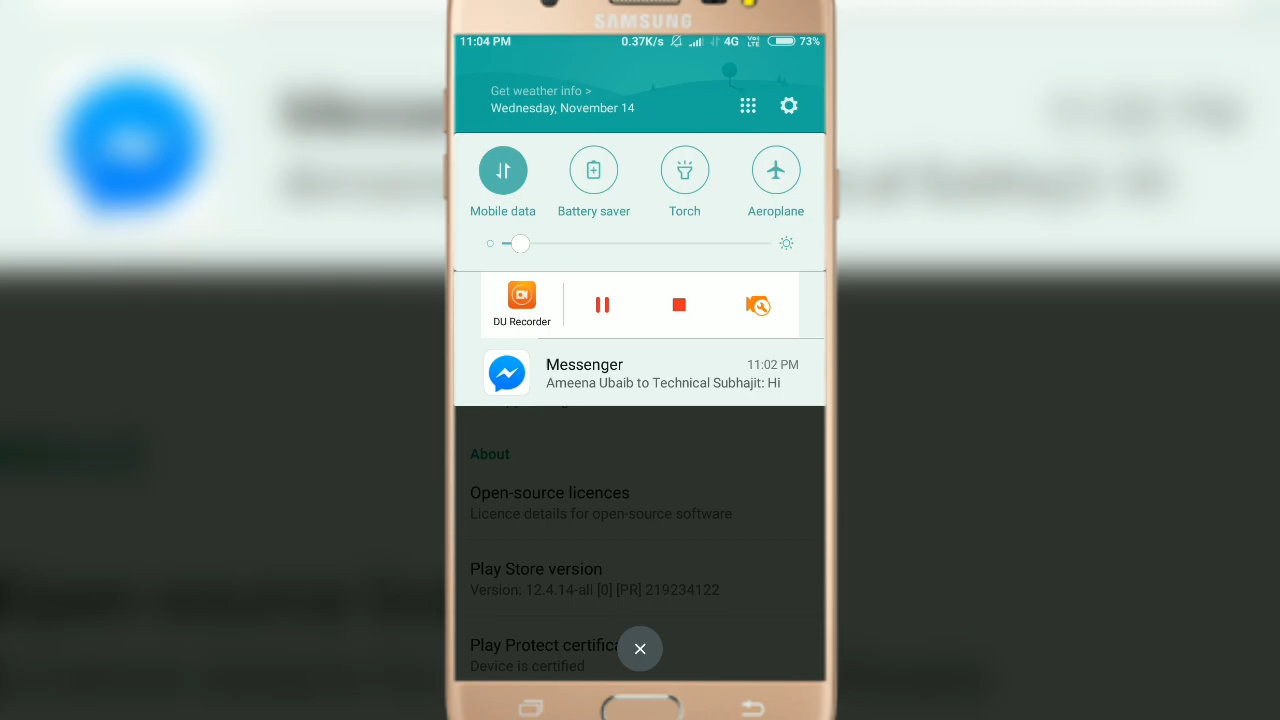 SAMSUNG
11:04 PM 0.37K/s 4G VoLTE 73%
Get weather info >
Wednesday, November 14
Mobile data Battery saver Torch Aeroplane
DU Recorder
Messenger 11:02 PM
Ameena Ubaib to Technical Subhajit: Hi
About
Open-source licences
Licence details for open-source software
Play Store version
Version: 12.4.14-all [0] [PR] 219234122
Play Protect certifica
Device is certified